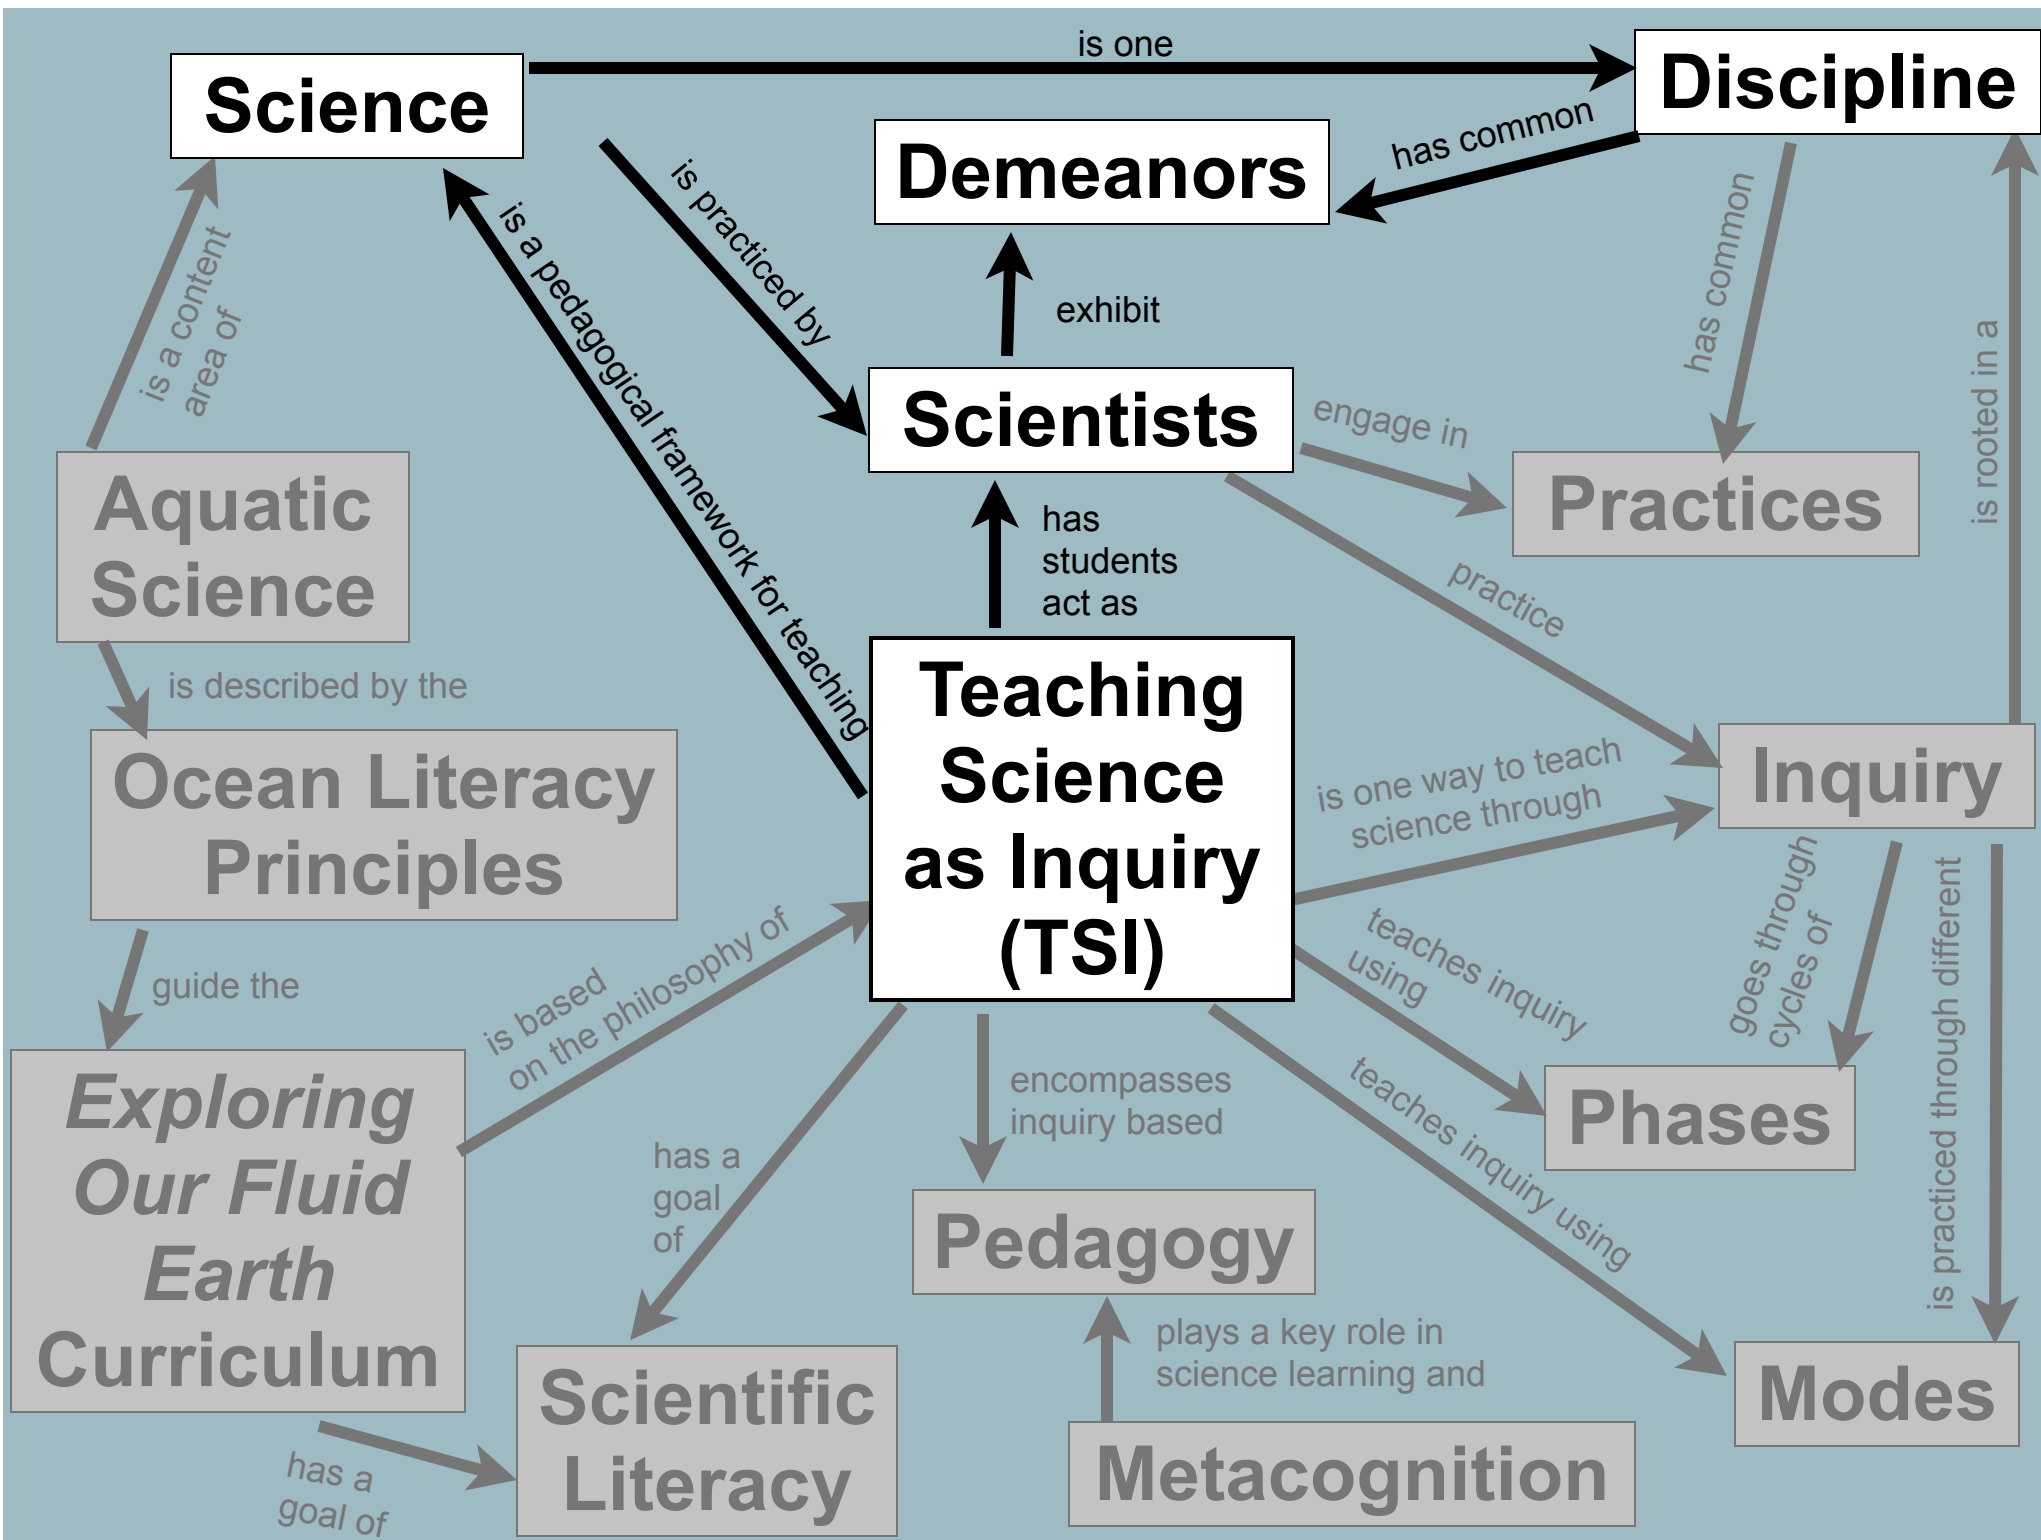 is one
Science
Discipline
has common
Demeanors
is practiced by
is a pedagogical framework for teaching
has common
is a content
area of
exhibit
is rooted in a
Scientists
engage in
Aquatic
Science
Practices
has
students
act as
practice
is described by the
Teaching
Science
as Inquiry
(TSI)
Ocean Literacy
Principles
is one way to teach
science through
Inquiry
guide the
is based
on the philosophy of
teaches inquiry
using
goes through
cycles of
is practiced through different
Exploring
Our Fluid
Earth
Curriculum
encompasses
inquiry based
teaches inquiry using
Phases
has a
goal
of
Pedagogy
plays a key role in
science learning and
Modes
Scientific
Literacy
Metacognition
has a
goal of